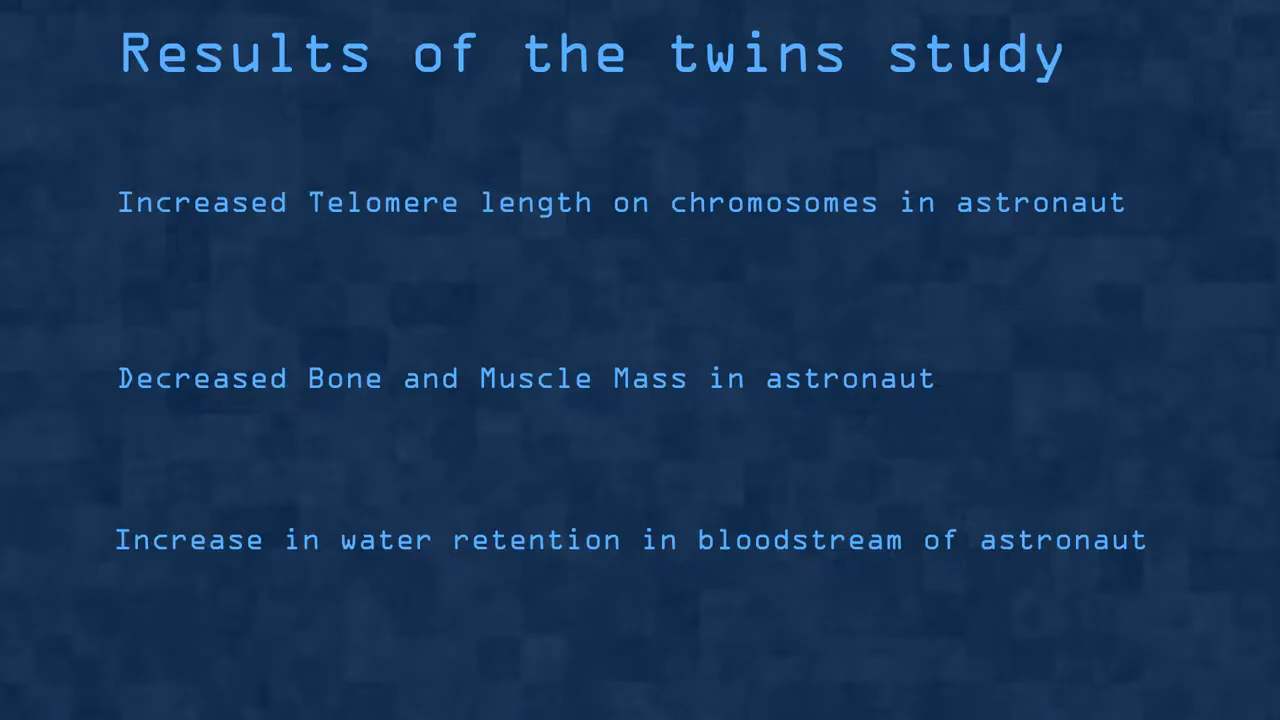 Results of the twins study
Increased Telomere length on chromosomes in astronaut
Decreased Bone and Muscle Mass in astronaut
Increase in water retention in bloodstream of astronaut